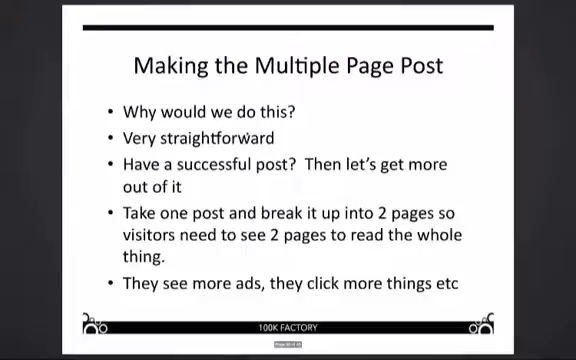 Making the Multiple Page Post
• Why would we do this?
• Very straightforward
• Have a successful post? Then let's get more
out of it
• Take one post and break it up into 2 pages so
visitors need to see 2 pages to read the whole
thing.
• They see more ads, they click more things etc
100K FACTORY